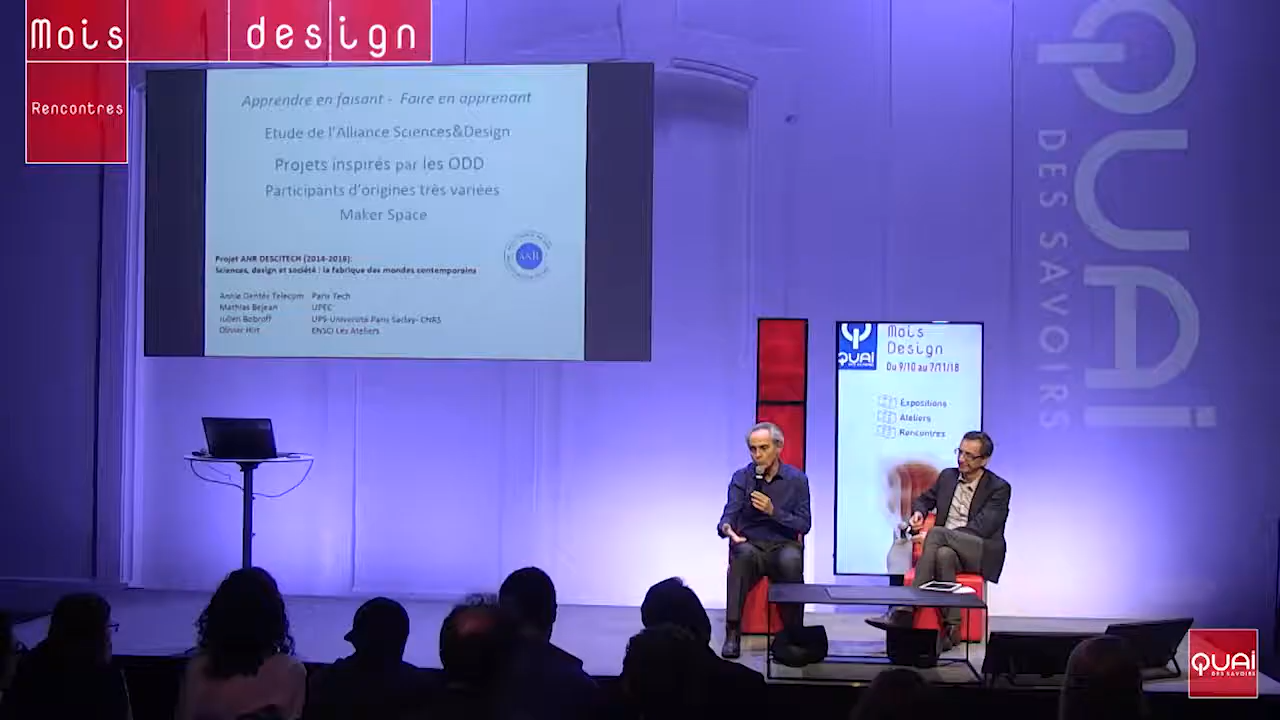 Mois design
Rencontres
Apprendre en faisant - Faire en apprenant
Etude de l'Alliance Sciences&Design
Projets inspirés par les ODD
Participants d'origines très variées
Maker Space
ANR
Projet ANR DESCITECH (2014-2018):
Sciences, design et société : la fabrique des mondes contemporains
Annie Gentès Telecom Paris Tech
Mathias Bejean UPEC
Julien Bobroff UPS-Université Paris Saclay- CNRS
Olivier Hirt ENSCI Les Ateliers
QUAI
DES SAVOIRS
QUAI
Mois
Design
Du 9/10 au 7/11/18
Expositions
Ateliers
Rencontres
QUAI
DES SAVOIRS